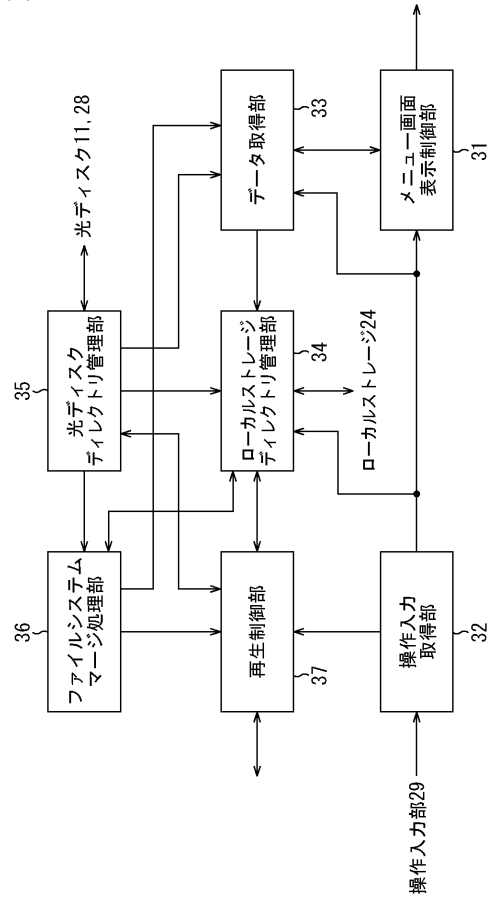 36
ファイルシステム
マージ処理部
35
光ディスク
ディレクトリ管理部
光ディスク11, 28
再生制御部
37
ローカルストレージ
ディレクトリ管理部
34
ローカルストレージ24
データ取得部
33
操作入力部29
操作入力
取得部
32
メニュー画面
表示制御部
31